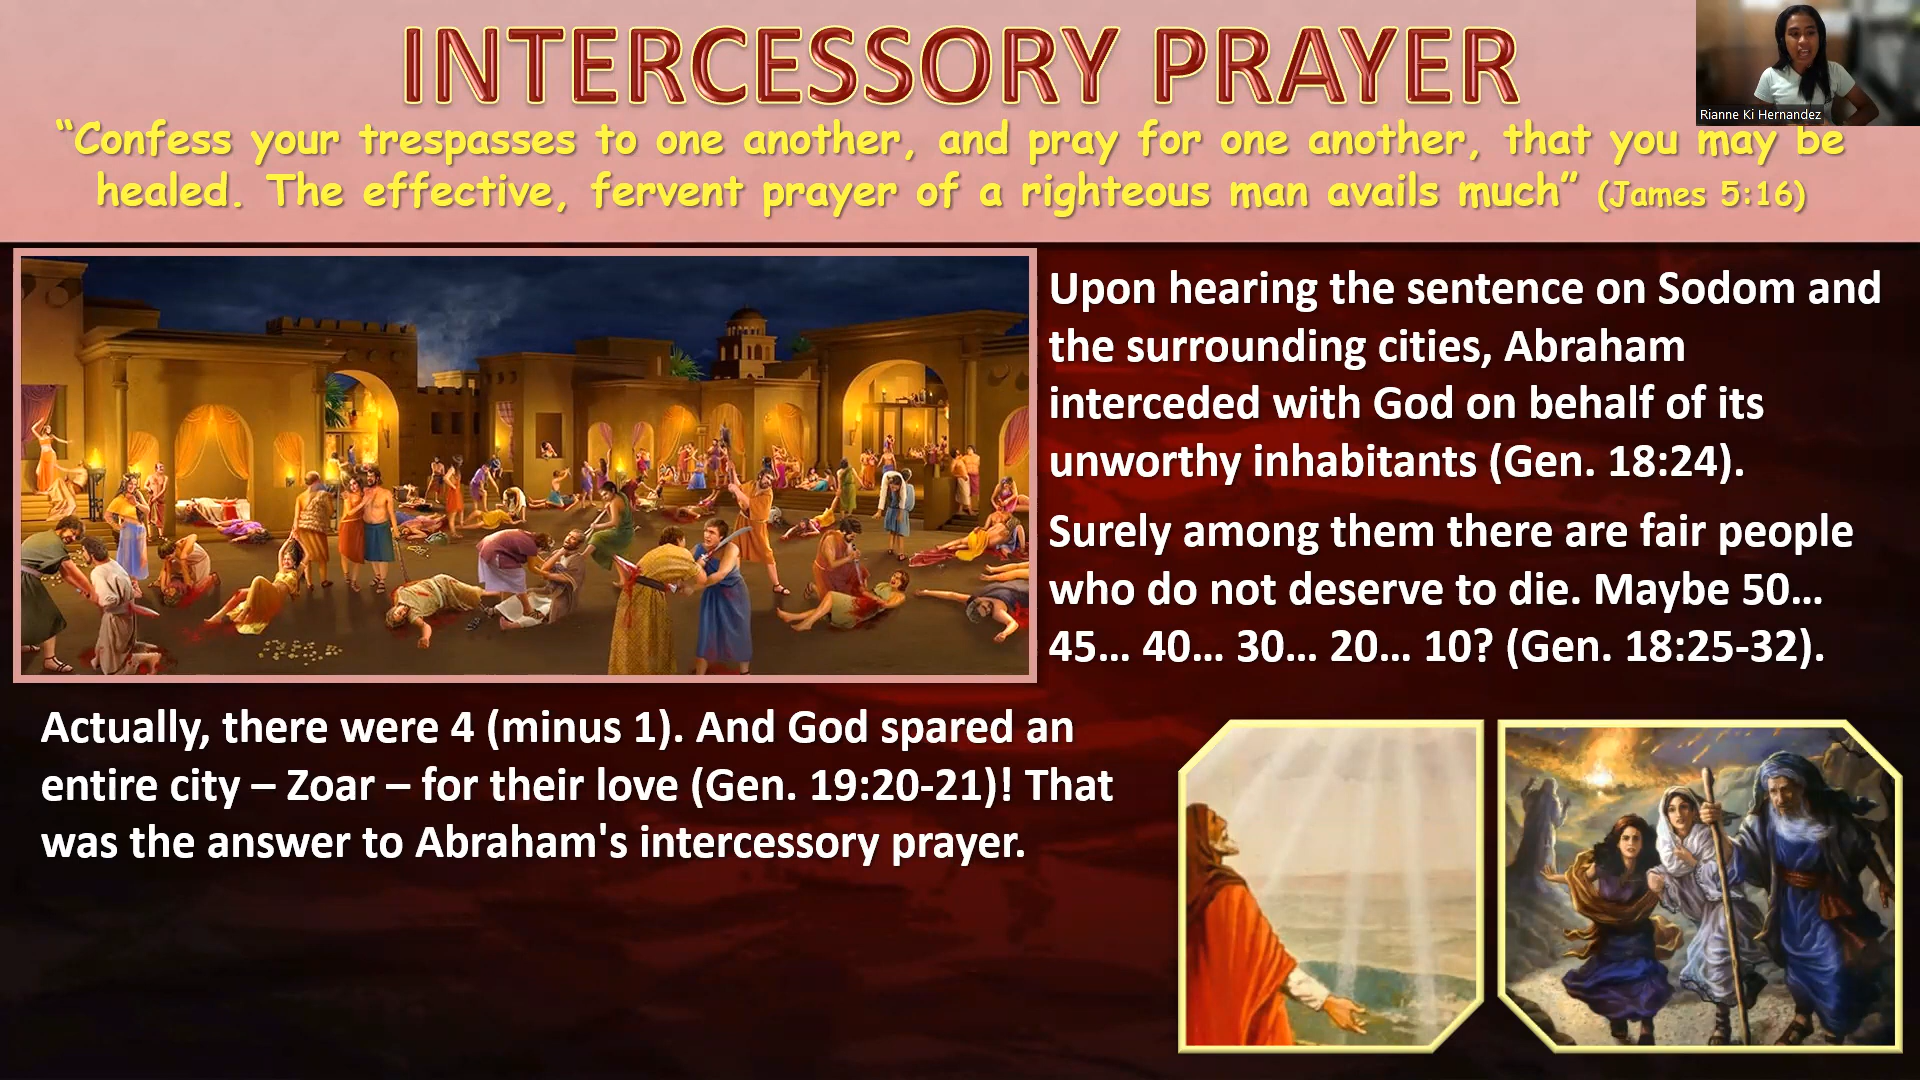 INTERCESSORY PRAYER
Rianne Ki Hernandez
“Confess your trespasses to one another, and pray for one another, that you may be
healed. The effective, fervent prayer of a righteous man avails much” (James 5:16)
Upon hearing the sentence on Sodom and
the surrounding cities, Abraham
interceded with God on behalf of its
unworthy inhabitants (Gen. 18:24).
Surely among them there are fair people
who do not deserve to die. Maybe 50…
45… 40… 30… 20… 10? (Gen. 18:25-32).
Actually, there were 4 (minus 1). And God spared an
entire city – Zoar – for their love (Gen. 19:20-21)! That
was the answer to Abraham's intercessory prayer.